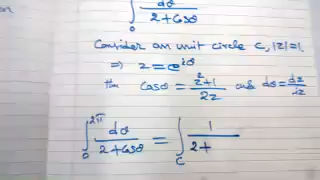 ∫₀ dθ / 2+Cosθ
Consider an unit circle C, |z|=1,
⇒ z = e^{iθ}
then Cosθ = z²+1 / 2z and dθ = dz / iz
∫₀^{2π} dθ / 2+Cosθ = ∫_C 1 / 2+